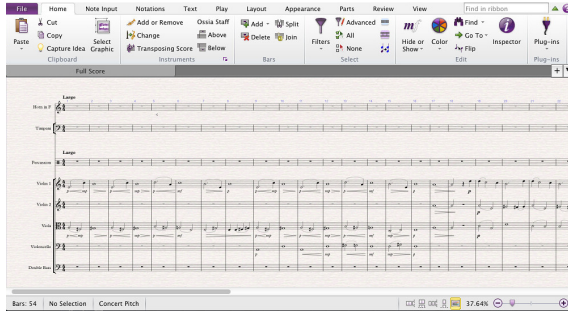 File Home Note Input Notations Text Play Layout Appearance Parts Review View Find in ribbon
Paste Cut Copy Capture Idea Select Graphic
Add or Remove Change Transposing Score
Ossia Staff Above Below
Add Split
Delete Join
Filters Advanced All None
Hide or Show Color Find Go To Flip Inspector
Plug-ins
Clipboard Instruments Bars Select Edit Plug-ins
Full Score
Largo
Horn in F
Timpani
Largo
Percussion
Violin 1
Violin 2
Viola
Violoncello
Double Bass
Bars: 54 No Selection Concert Pitch 37.64%